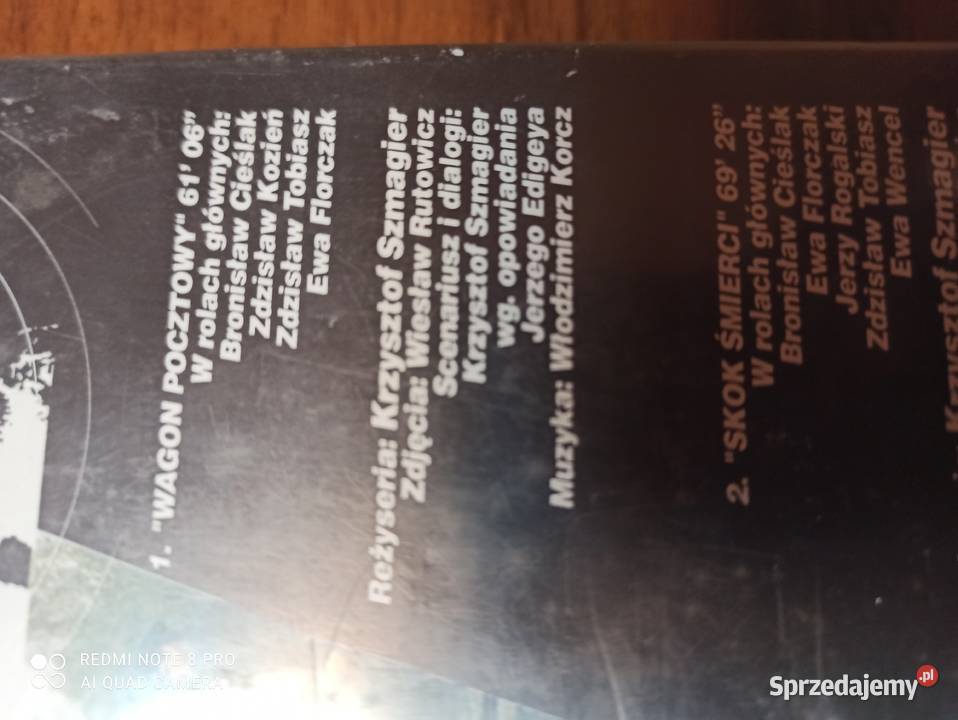 1. "WAGON POCZTOWY" 61' 06"
W rolach głównych:
Bronisław Cieślak
Zdzisław Kozień
Zdzisław Tobiasz
Ewa Florczak
Reżyseria: Krzysztof Szmagier
Zdjęcia: Wiesław Rutowicz
Scenariusz i dialogi:
Krzysztof Szmagier
wg. opowiadania
Jerzego Edigeya
Muzyka: Włodzimierz Korcz
2. "SKOK ŚMIERCI" 69' 26"
W rolach głównych:
Bronisław Cieślak
Ewa Florczak
Jerzy Rogalski
Zdzisław Tobiasz
Ewa Wencel
Krzysztof Szmagier
REDMI NOTE 8 PRO
AI QUAD CAMERA
Sprzedajemy.pl